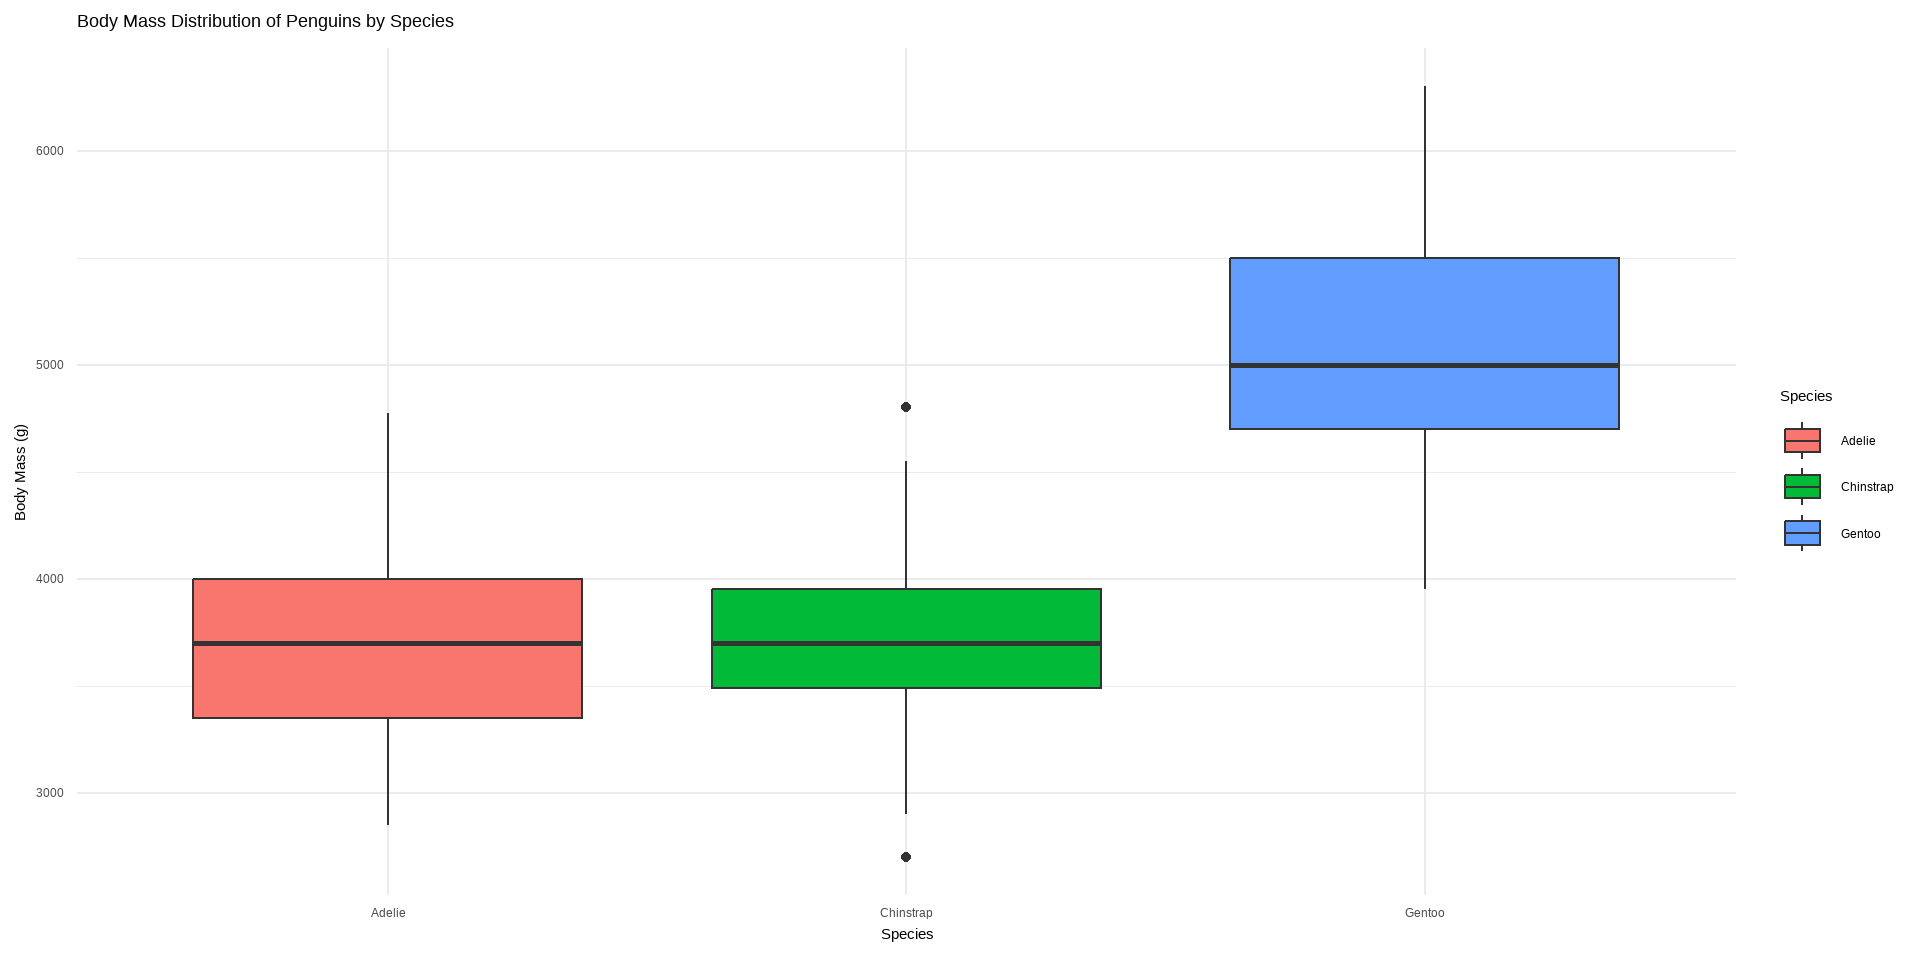 Body Mass Distribution of Penguins by Species
Body Mass (g)
6000
5000
4000
3000
Adelie
Chinstrap
Gentoo
Species
Species
Adelie
Chinstrap
Gentoo